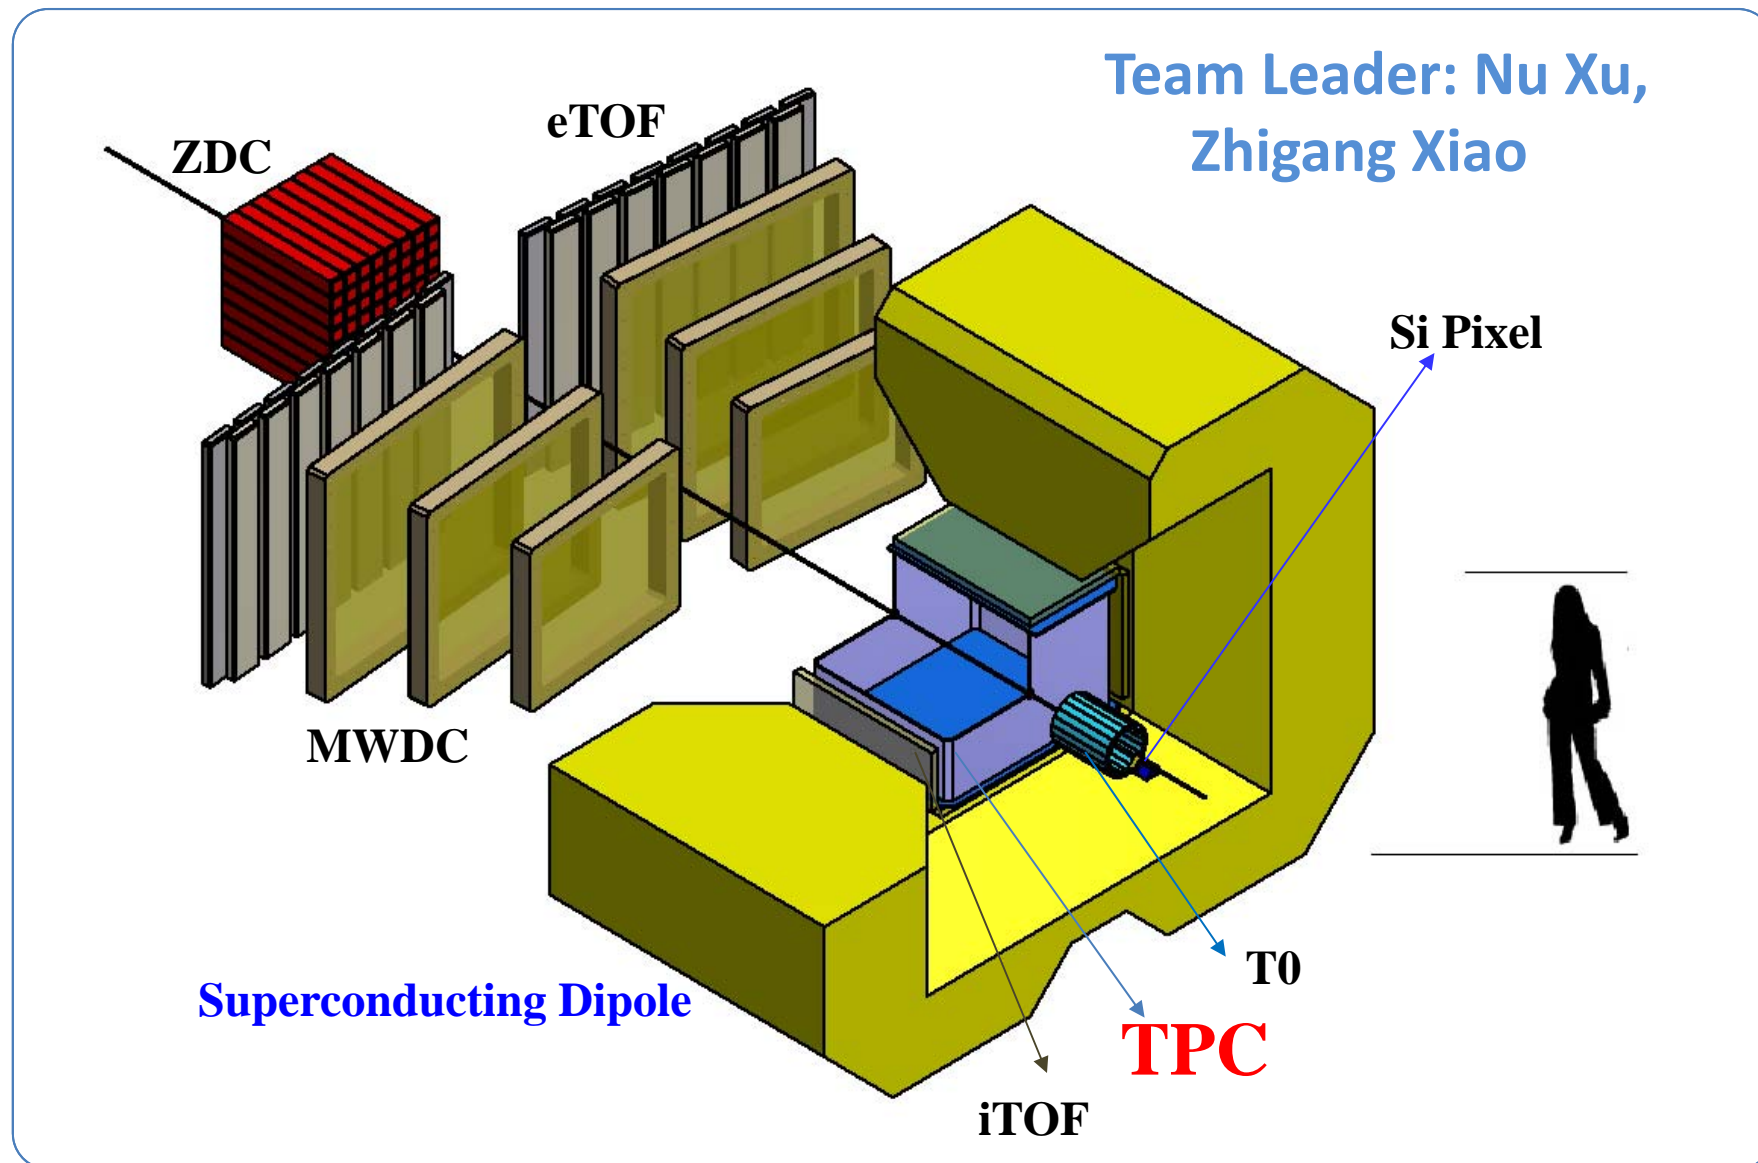 Team Leader: Nu Xu,
Zhigang Xiao
eTOF
ZDC
Si Pixel
MWDC
T0
Superconducting Dipole
TPC
iTOF